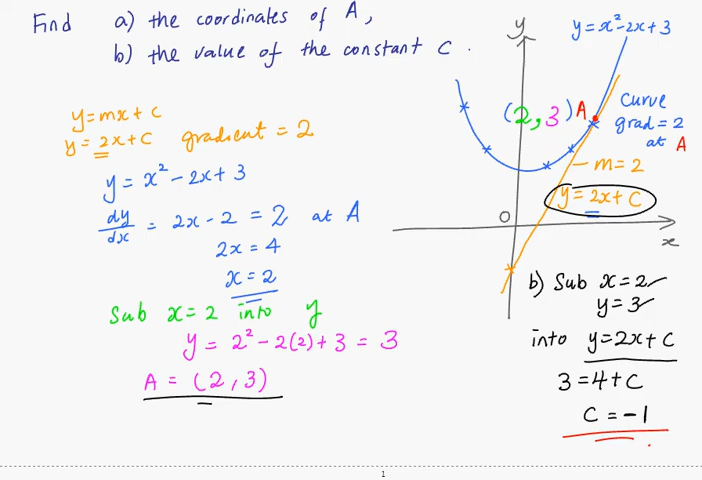 Find a) the coordinates of A,
b) the value of the constant C.
y = mx + c
y = 2x + C gradient = 2
y = x² - 2x + 3
dy/dx = 2x - 2 = 2 at A
2x = 4
x = 2
Sub x = 2 into y
y = 2² - 2(2) + 3 = 3
A = (2, 3)
y
y = x² - 2x + 3
(2, 3) A
Curve
grad = 2
at A
m = 2
y = 2x + C
O
x
b) Sub x = 2 ✓
y = 3 ✓
into y = 2x + C
3 = 4 + C
C = -1
1